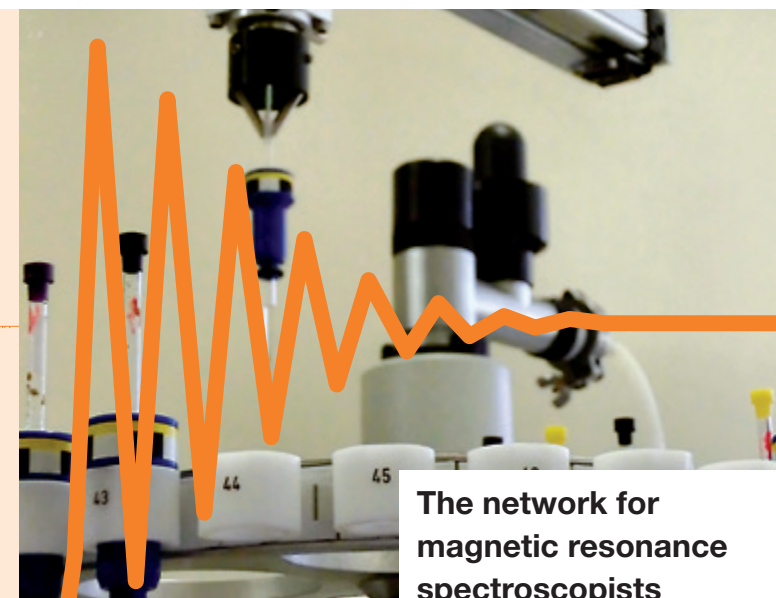 43
44
45
The network for
magnetic resonance
spectroscopists